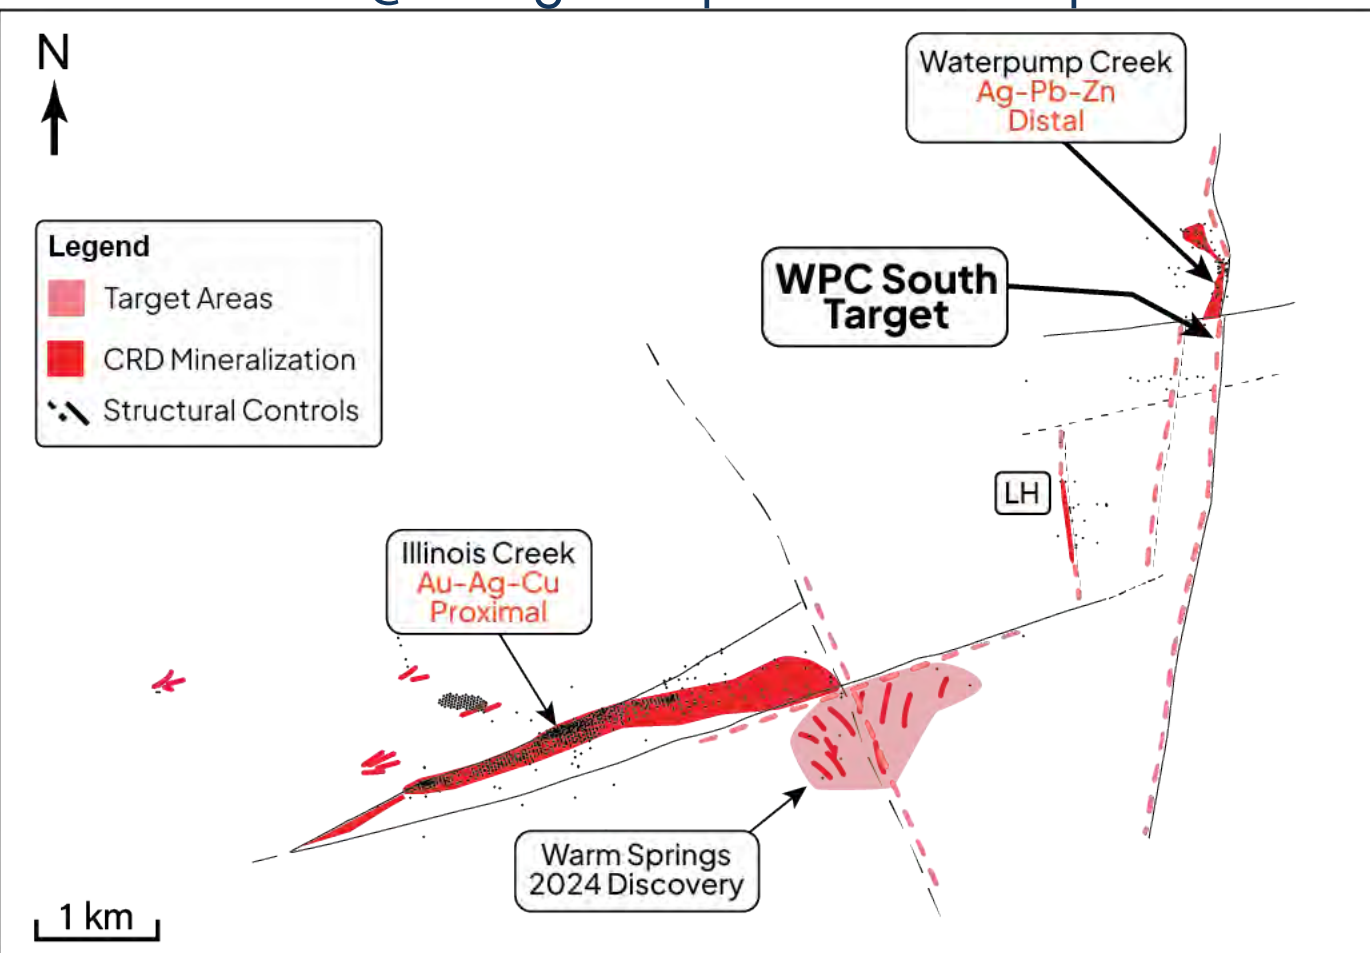 N
Waterpump Creek
Ag-Pb-Zn
Distal
Legend
Target Areas
CRD Mineralization
Structural Controls
WPC South
Target
LH
Illinois Creek
Au-Ag-Cu
Proximal
Warm Springs
2024 Discovery
1 km